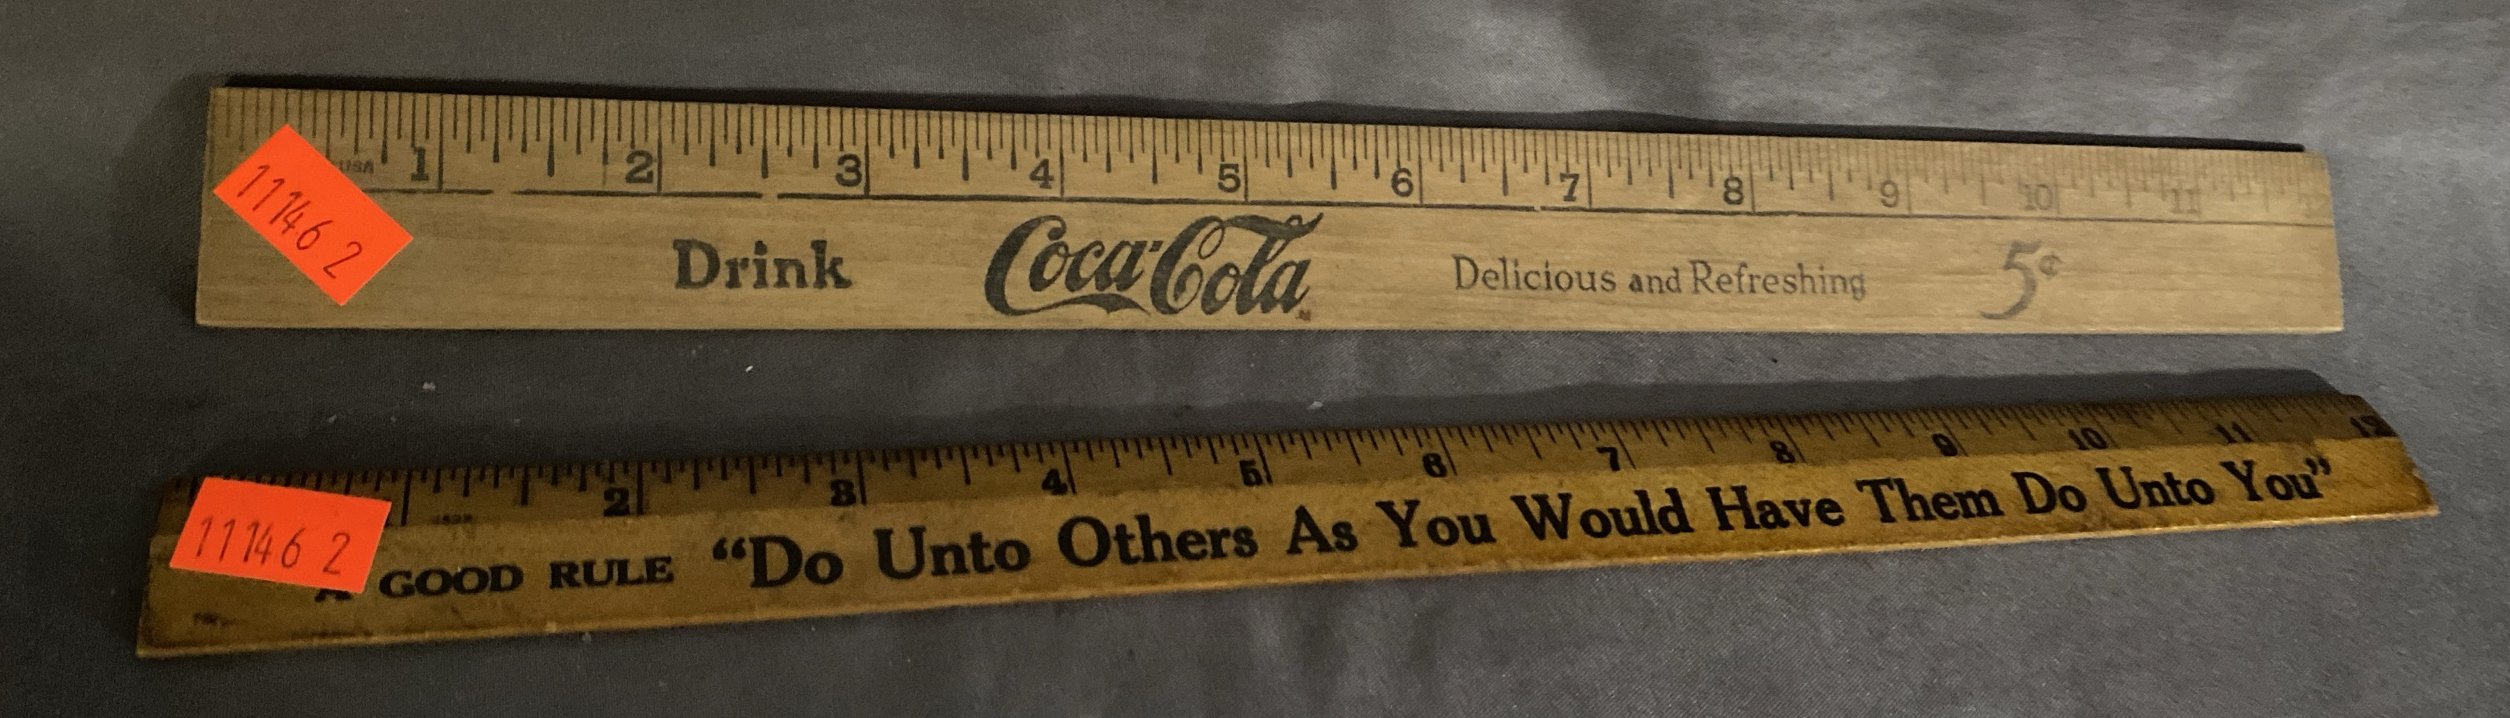 USA 1 2 3 4 5 6 7 8 9 10 11
11146 2
Drink Coca-Cola Delicious and Refreshing 5¢
2 3 4 5 6 7 8 9 10 11 12
11146 2
A GOOD RULE “Do Unto Others As You Would Have Them Do Unto You”